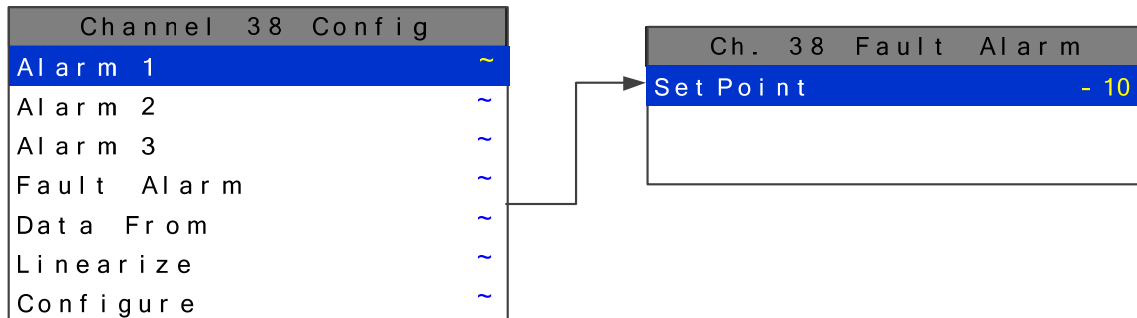 Channel 38 Config
Alarm 1 ~
Alarm 2 ~
Alarm 3 ~
Fault Alarm ~
Data From ~
Linearize ~
Configure ~
Ch. 38 Fault Alarm
Set Point - 10